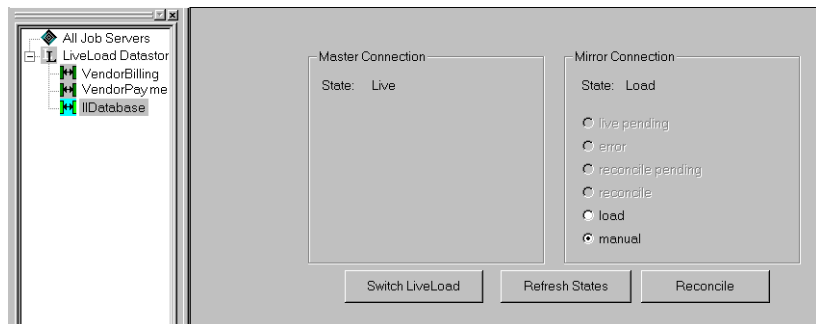 All Job Servers
L LiveLoad Datastor
VendorBilling
VendorPayme
llDatabase
Master Connection
State: Live
Mirror Connection
State: Load
live pending
error
reconcile pending
reconcile
load
manual
Switch LiveLoad
Refresh States
Reconcile